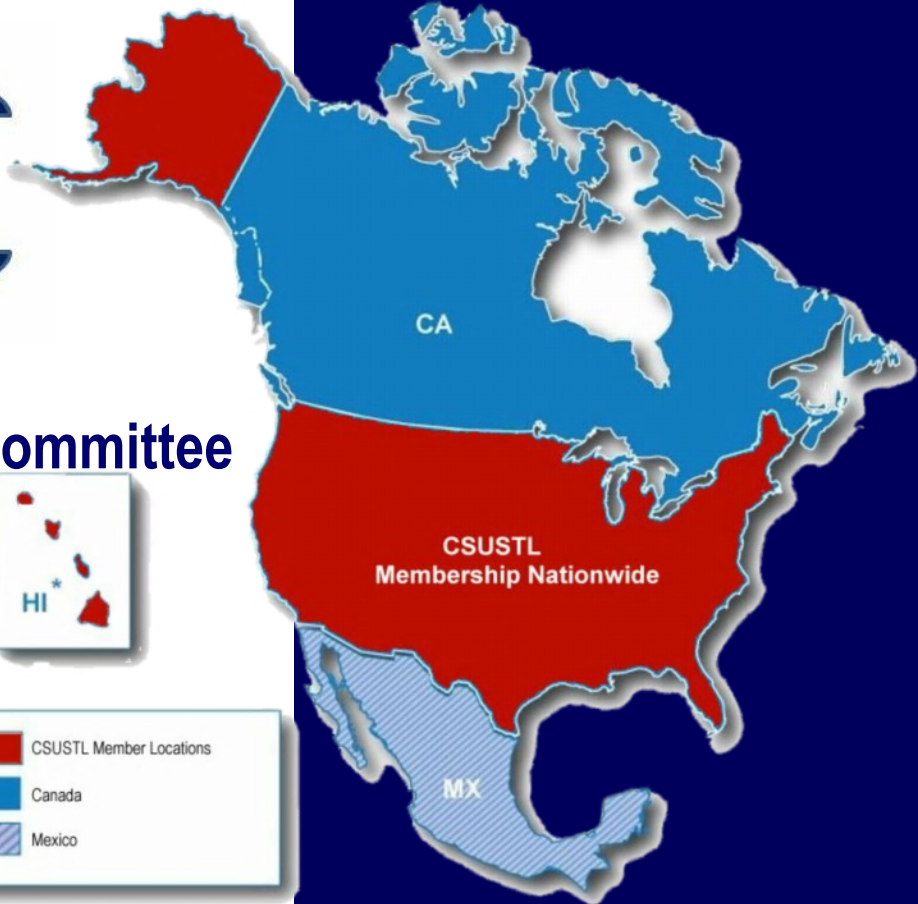 CA
ommittee
CSUSTL
Membership Nationwide
HI*
CSUSTL Member Locations
Canada
Mexico
MX